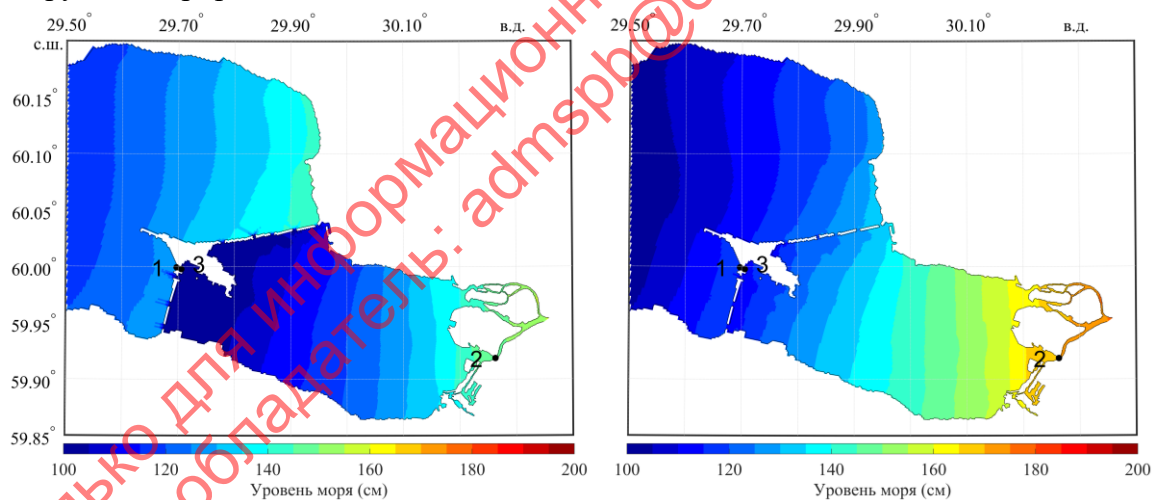 29.50° 29.70° 29.90° 30.10° в.д.
29.50° 29.70° 29.90° 30.10° в.д.
с.ш.
60.15°
60.10°
60.05°
60.00°
59.95°
59.90°
59.85°
1 3
2
1 3
2
100 120 140 160 180 200
Уровень моря (см)
100 120 140 160 180 200
Уровень моря (см)
лько для информационн
обладатель: admspb@